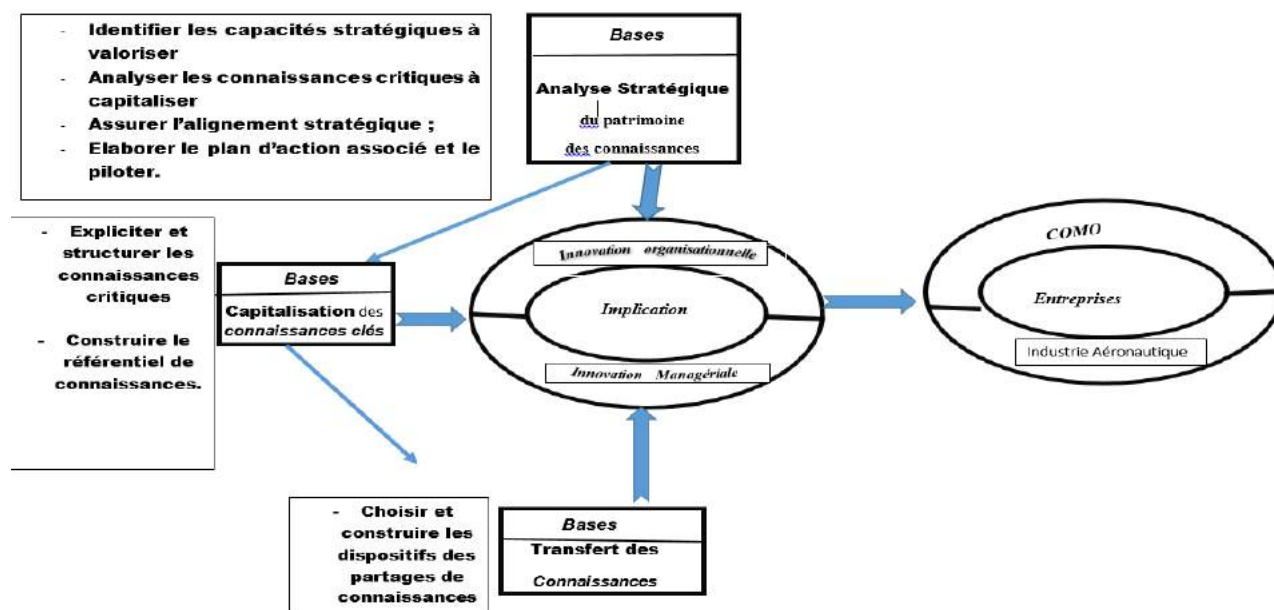 - Identifier les capacités stratégiques à
valoriser
- Analyser les connaissances critiques à
capitaliser
- Assurer l'alignement stratégique ;
- Elaborer le plan d'action associé et le
piloter.
Bases
Analyse Stratégique
du patrimoine
des connaissances
- Expliciter et
structurer les
connaissances
critiques
- Construire le
référentiel de
connaissances.
Bases
Capitalisation des
connaissances clés
Innovation organisationnelle
Implication
Innovation Managériale
COMO
Entreprises
Industrie Aéronautique
- Choisir et
construire les
dispositifs des
partages de
connaissances
Bases
Transfert des
Connaissances